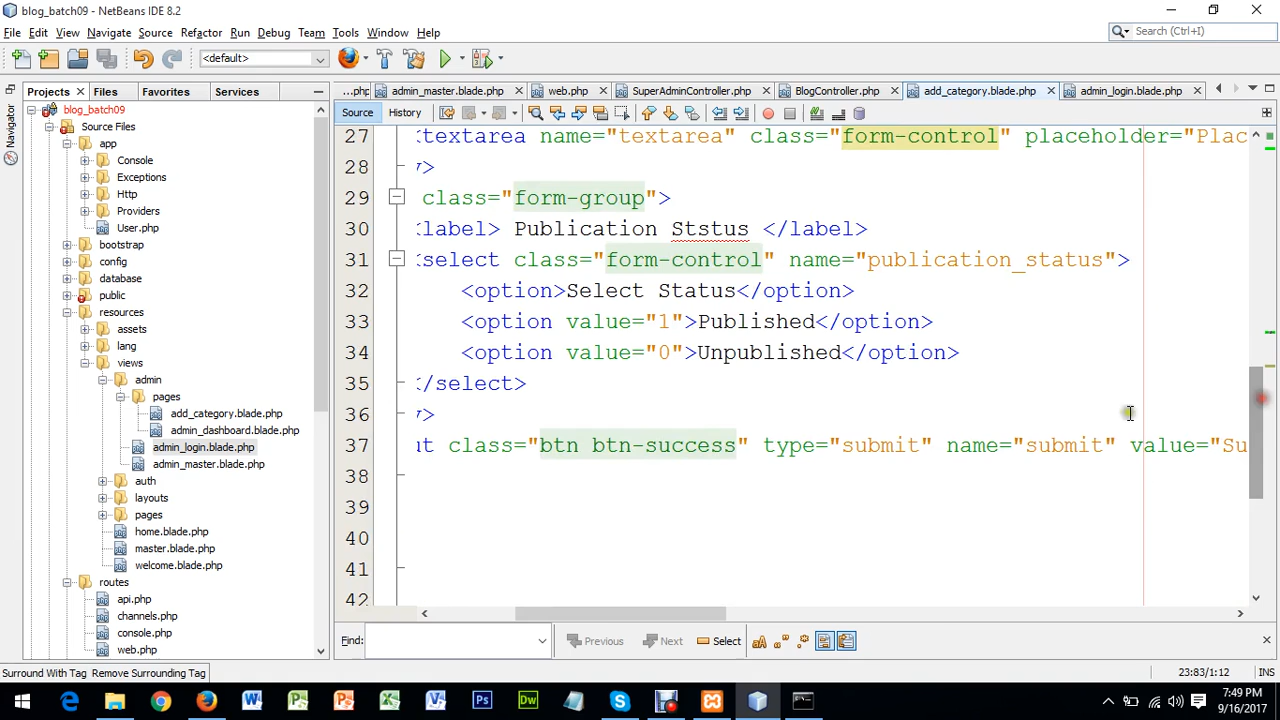 blog_batch09 - NetBeans IDE 8.2
File Edit View Navigate Source Refactor Run Debug Team Tools Window Help
Search (Ctrl+I)
<default>
Projects Files Favorites Services
...php admin_master.blade.php web.php SuperAdminController.php BlogController.php add_category.blade.php admin_login.blade.php
Source History
Navigator
blog_batch09
Source Files
app
Console
Exceptions
Http
Providers
User.php
bootstrap
config
database
public
resources
assets
lang
views
admin
pages
add_category.blade.php
admin_dashboard.blade.php
admin_login.blade.php
admin_master.blade.php
auth
layouts
pages
home.blade.php
master.blade.php
welcome.blade.php
routes
api.php
channels.php
console.php
web.php
27 <textarea name="textarea" class="form-control" placeholder="Plac
28 />
29 class="form-group">
30 <label> Publication Ststus </label>
31 <select class="form-control" name="publication_status">
32 <option>Select Status</option>
33 <option value="1">Published</option>
34 <option value="0">Unpublished</option>
35 </select>
36 />
37 ut class="btn btn-success" type="submit" name="submit" value="Su
38
39
40
41
42
Find: Previous Next Select
Surround With Tag Remove Surrounding Tag
23:83/1:12 INS
7:49 PM
9/16/2017